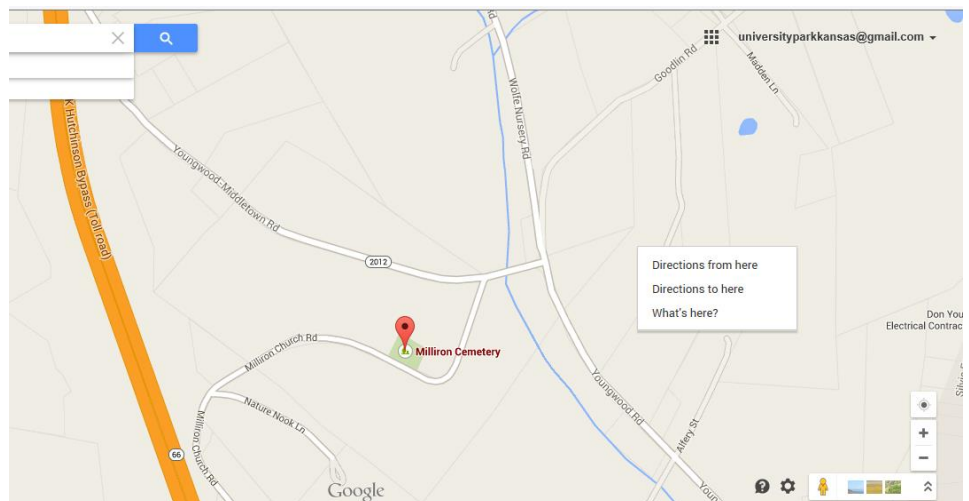 universityparkkansas@gmail.com
Goodlin Rd
Madden Ln
Wolfe Nursery Rd
K Hutchinson Bypass (Toll road)
Youngwood-Middletown Rd
2012
Directions from here
Directions to here
What's here?
Don You
Electrical Contrac
Milliron Cemetery
Milliron Church Rd
Nature Nook Ln
Youngwood Rd
Alfery St
Milliron Church Rd
66
Google